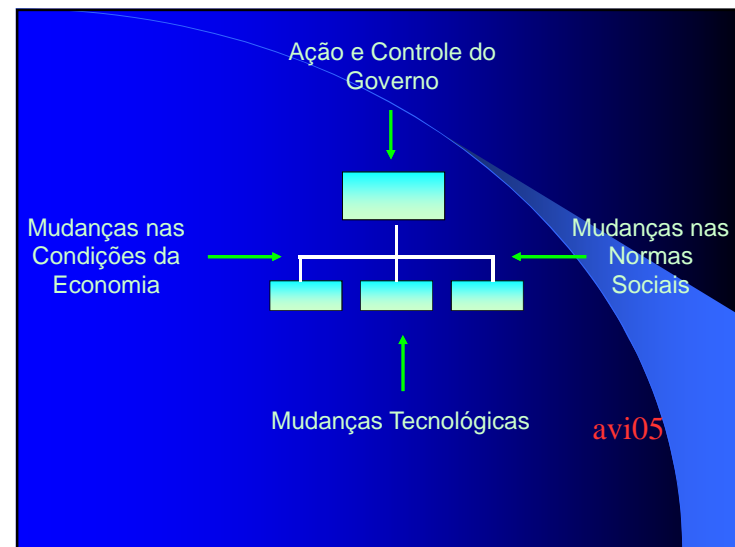 Ação e Controle do
Governo
Mudanças nas
Condições da
Economia
Mudanças nas
Normas
Sociais
Mudanças Tecnológicas
avi05